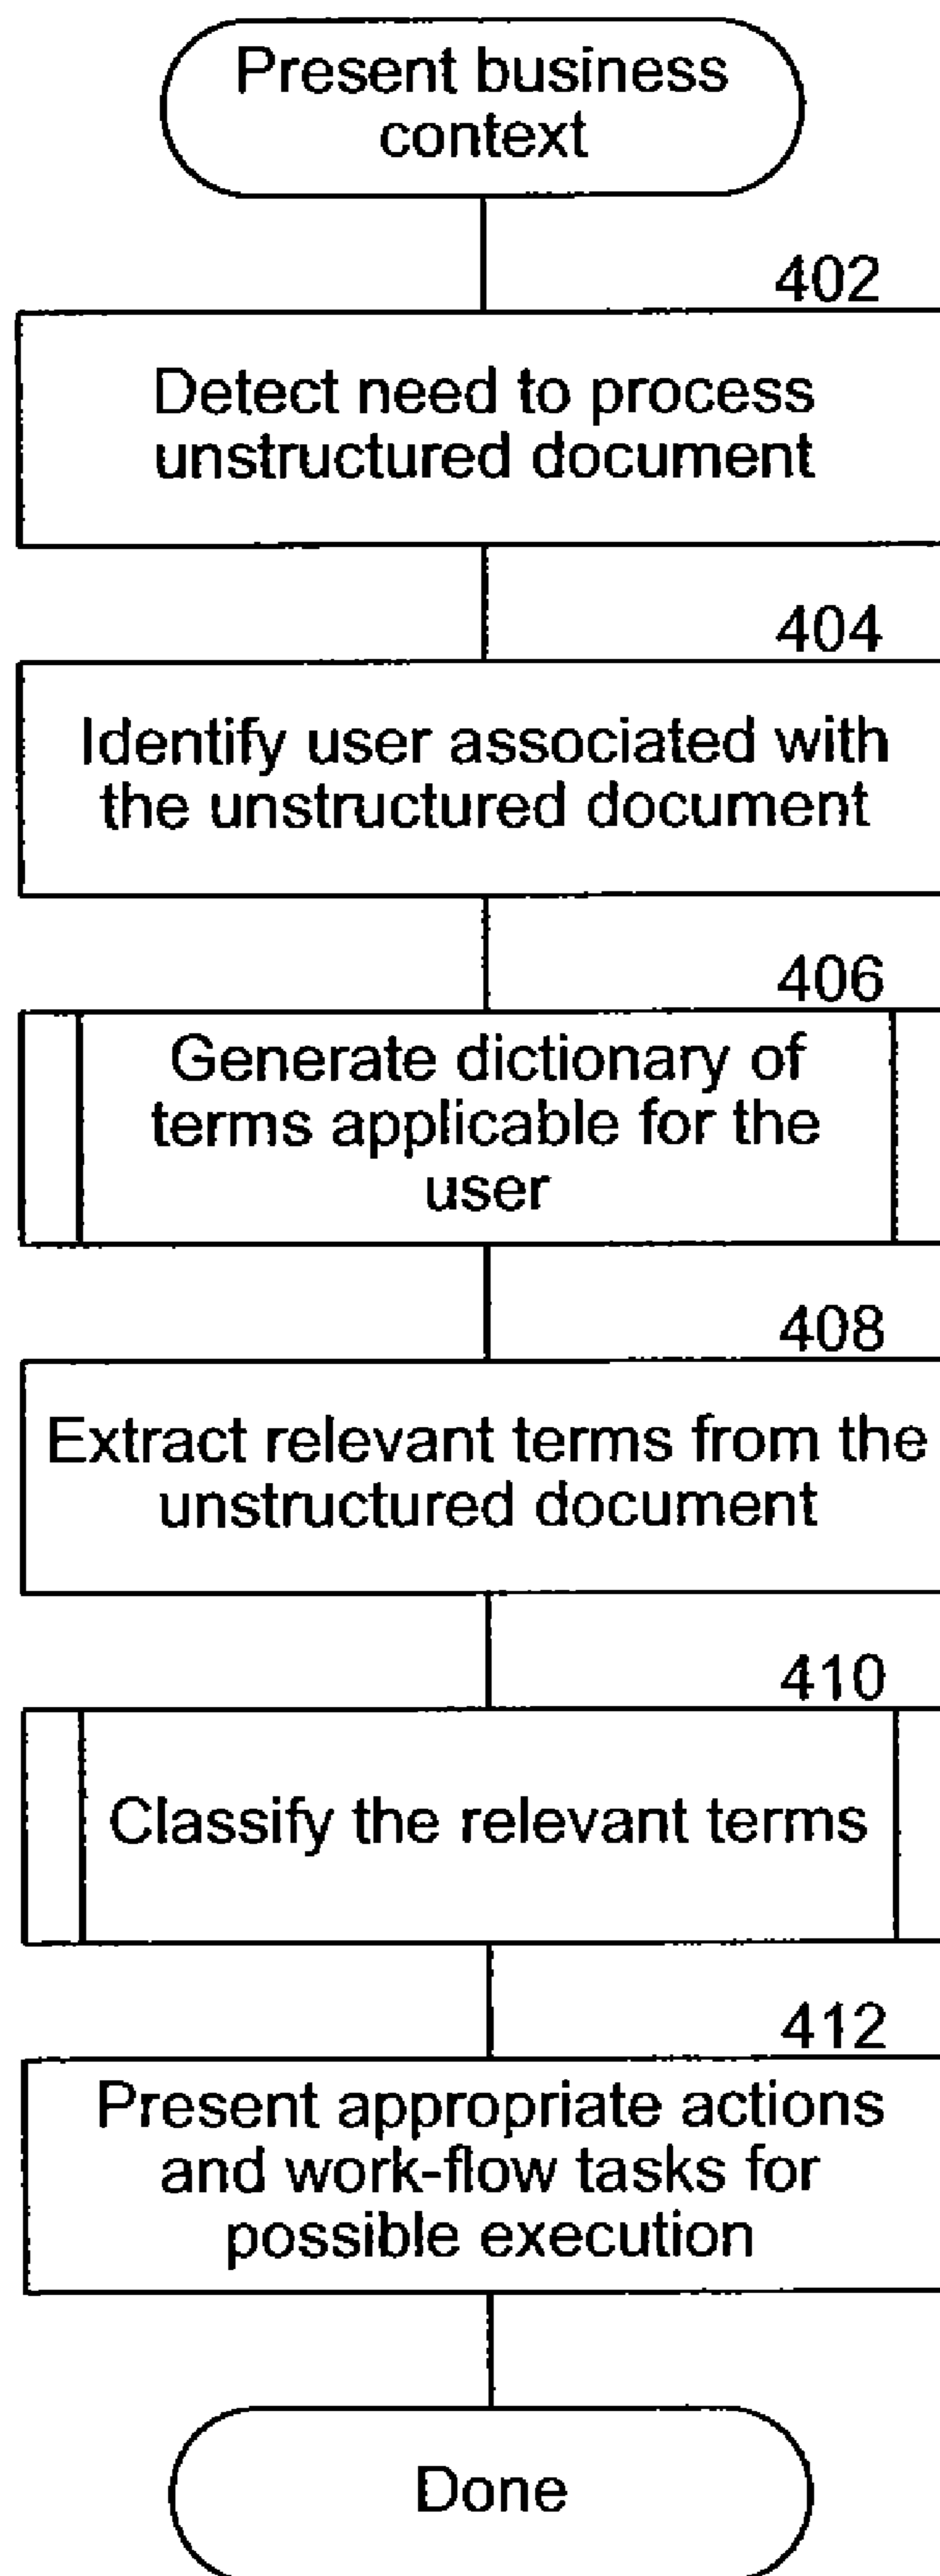 Present business
context
402
Detect need to process
unstructured document
404
Identify user associated with
the unstructured document
406
Generate dictionary of
terms applicable for the
user
408
Extract relevant terms from the
unstructured document
410
Classify the relevant terms
412
Present appropriate actions
and work-flow tasks for
possible execution
Done